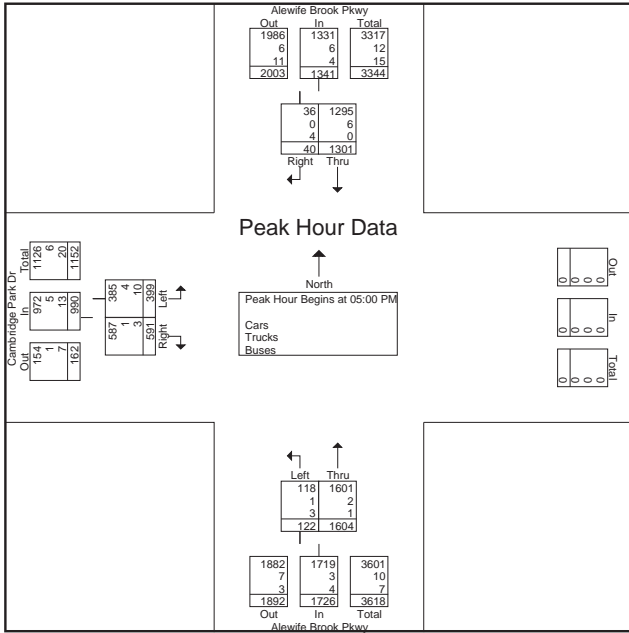 Alewife Brook Pkwy
Out In Total
1986 1331 3317
6 6 12
11 4 15
2003 1341 3344
36 1295
0 6
4 0
40 1301
Right Thru
Peak Hour Data
North
Peak Hour Begins at 05:00 PM
Cars
Trucks
Buses
Cambridge Park Dr
Total
1126 6 20 1152
In
972 5 13 990
Out
154 1 7 162
Left
385 4 10 399
Right
587 1 3 591
Out
0 0 0 0
In
0 0 0 0
Total
0 0 0 0
Left Thru
118 1601
1 2
3 1
122 1604
1882 1719 3601
7 3 10
3 4 7
1892 1726 3618
Out In Total
Alewife Brook Pkwy